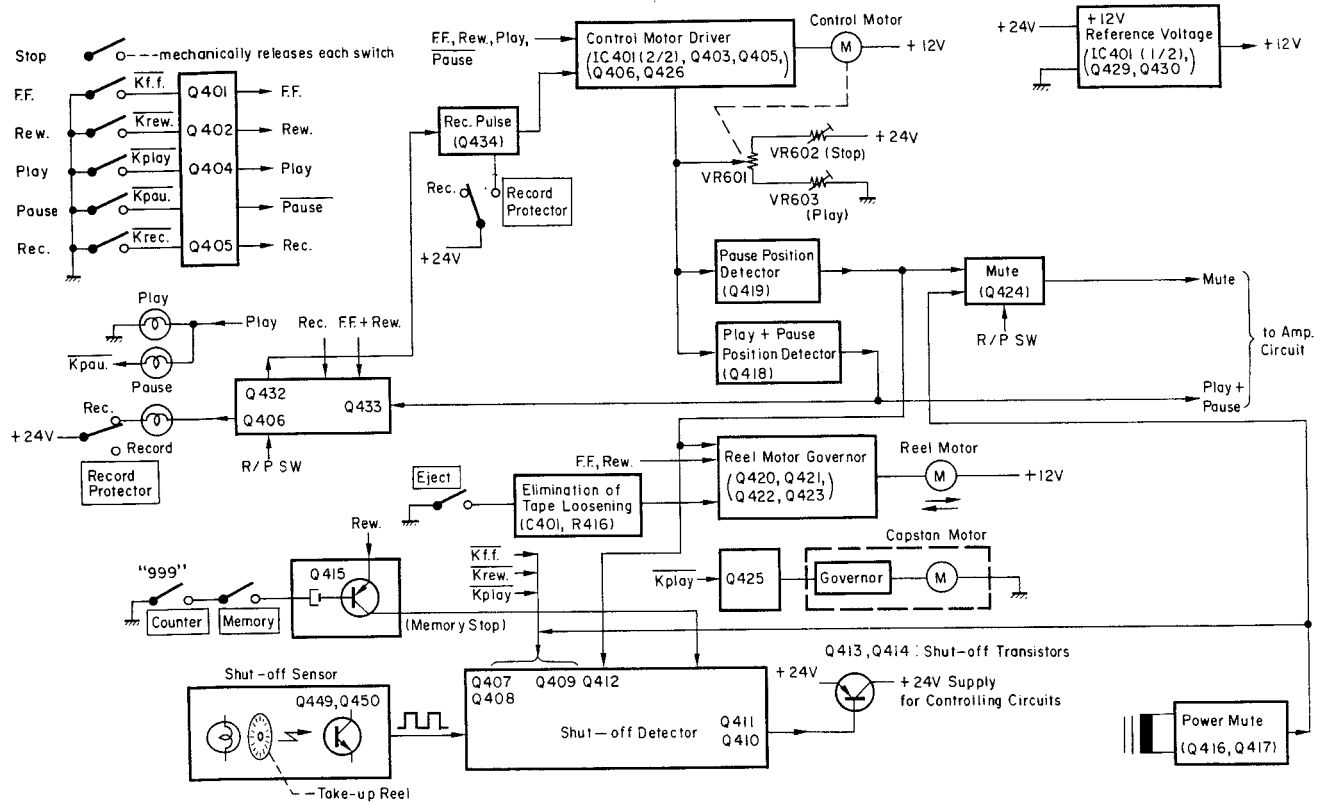 Stop
mechanically releases each switch
F.F.
Kf.f.
Q401
F.F.
Rew.
Krew.
Q402
Rew.
Play
Kplay
Q404
Play
Pause
Kpau.
Pause
Rec.
Krec.
Q405
Rec.
F.F., Rew., Play,
Pause
Control Motor Driver
(IC401 (2/2), Q403, Q405,)
(Q406, Q426)
Control Motor
M
+12V
+24V
+12V
Reference Voltage
(IC401 (1/2),)
(Q429, Q430)
+12V
Rec. Pulse
(Q434)
Rec.
Record
Protector
+24V
+24V
VR602 (Stop)
VR601
VR603
(Play)
Pause Position
Detector
(Q419)
Mute
(Q424)
R/P SW
Mute
to Amp.
Circuit
Play + Pause
Position Detector
(Q418)
Play +
Pause
Play
Play
Kpau.
Pause
Rec.
F.F. + Rew.
Q432
Q406
Q433
R/P SW
Rec.
+24V
Record
Record
Protector
Eject
F.F., Rew.
Elimination of
Tape Loosening
(C401, R416)
Reel Motor Governor
(Q420, Q421,)
(Q422, Q423)
Reel Motor
M
+12V
Capstan Motor
Kplay
Q425
Governor
M
Rew.
Q415
"999"
Counter
Memory
(Memory Stop)
Kf.f.
Krew.
Kplay
Shut-off Sensor
Q449, Q450
Take-up Reel
Q407
Q408
Q409
Q412
Shut-off Detector
Q411
Q410
Q413, Q414 : Shut-off Transistors
+24V
+24V Supply
for Controlling Circuits
Power Mute
(Q416, Q417)